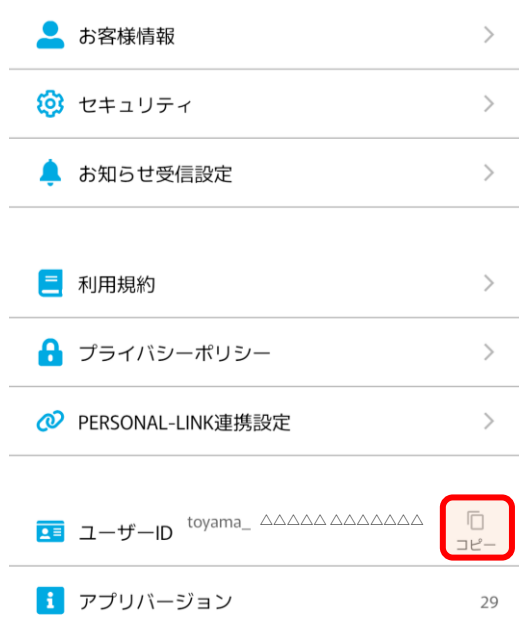 お客様情報
セキュリティ
お知らせ受信設定
利用規約
プライバシーポリシー
PERSONAL-LINK連携設定
ユーザーID toyama_ △△△△△ △△△△△△△ コピー
アプリバージョン 29